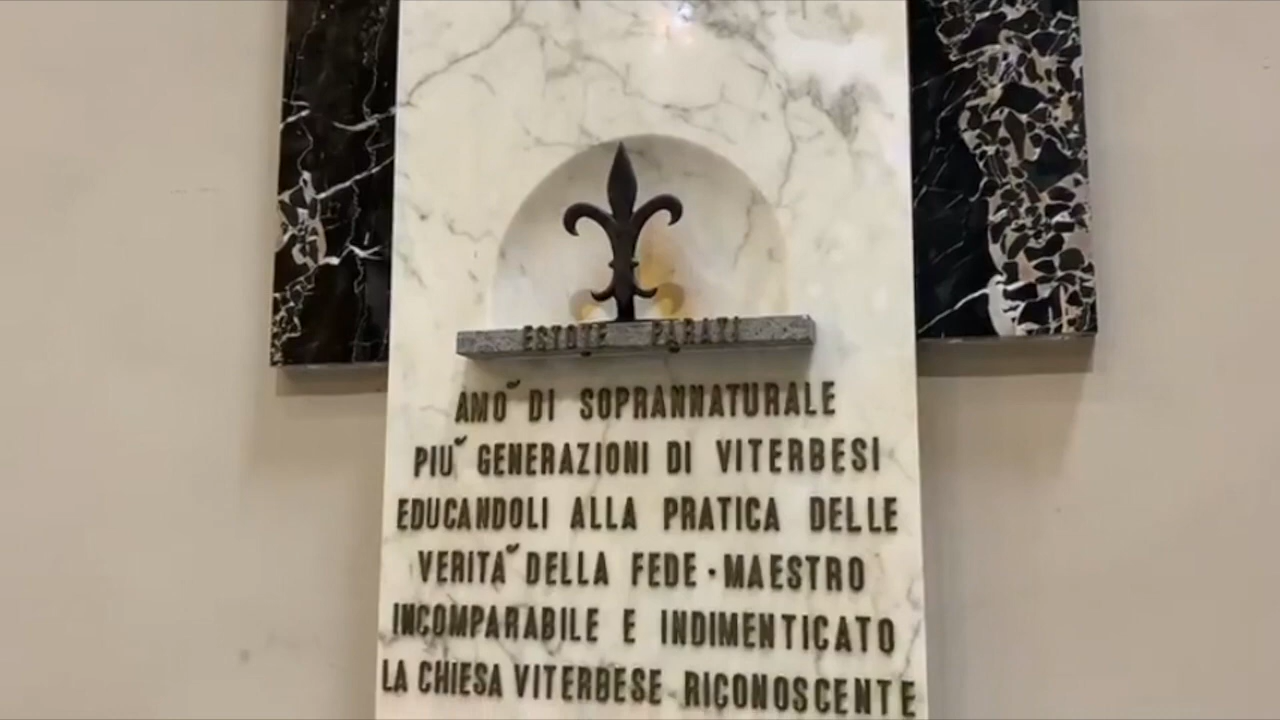 ESTOTE PARATI
AMO' DI SOPRANNATURALE
PIU' GENERAZIONI DI VITERBESI
EDUCANDOLI ALLA PRATICA DELLE
VERITA' DELLA FEDE · MAESTRO
INCOMPARABILE E INDIMENTICATO
LA CHIESA VITERBESE RICONOSCENTE